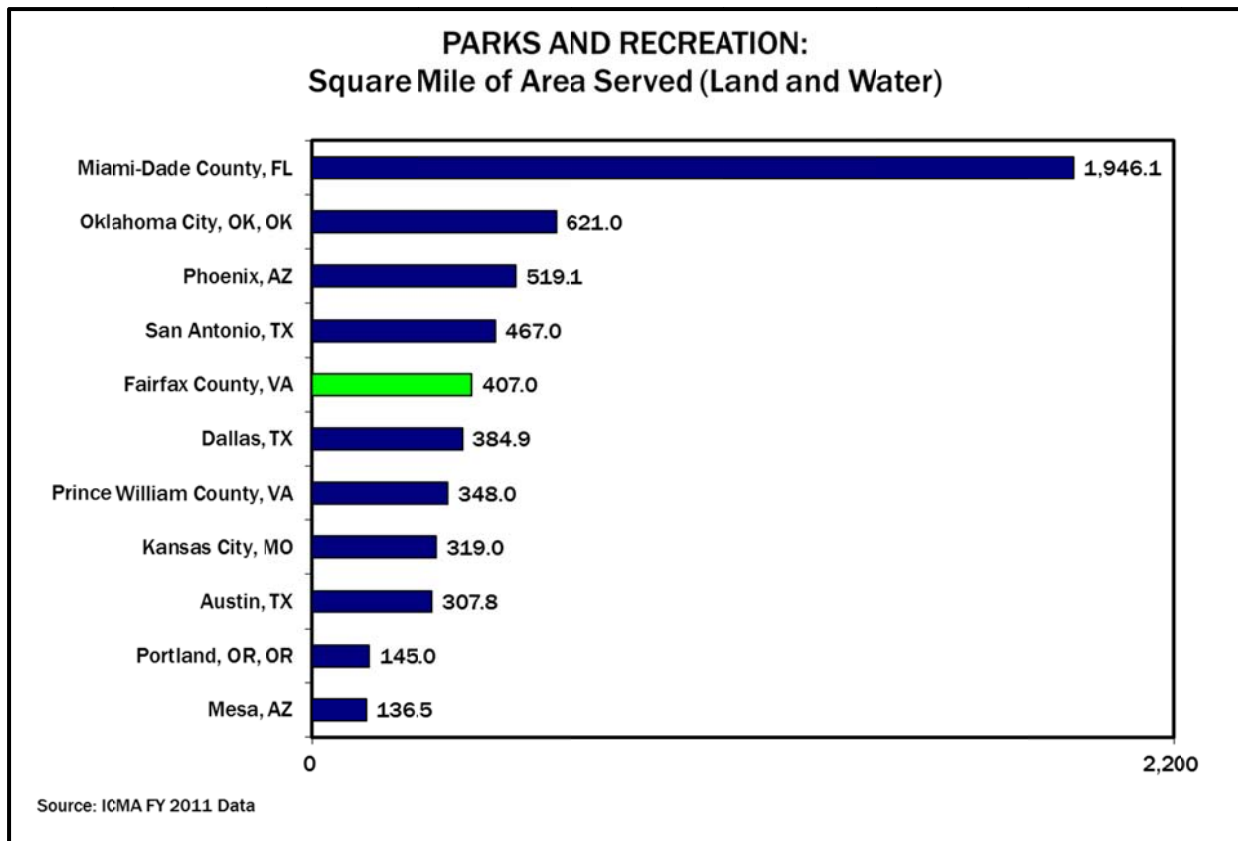 PARKS AND RECREATION:
Square Mile of Area Served (Land and Water)
Miami-Dade County, FL 1,946.1
Oklahoma City, OK, OK 621.0
Phoenix, AZ 519.1
San Antonio, TX 467.0
Fairfax County, VA 407.0
Dallas, TX 384.9
Prince William County, VA 348.0
Kansas City, MO 319.0
Austin, TX 307.8
Portland, OR, OR 145.0
Mesa, AZ 136.5
0 2,200
Source: ICMA FY 2011 Data